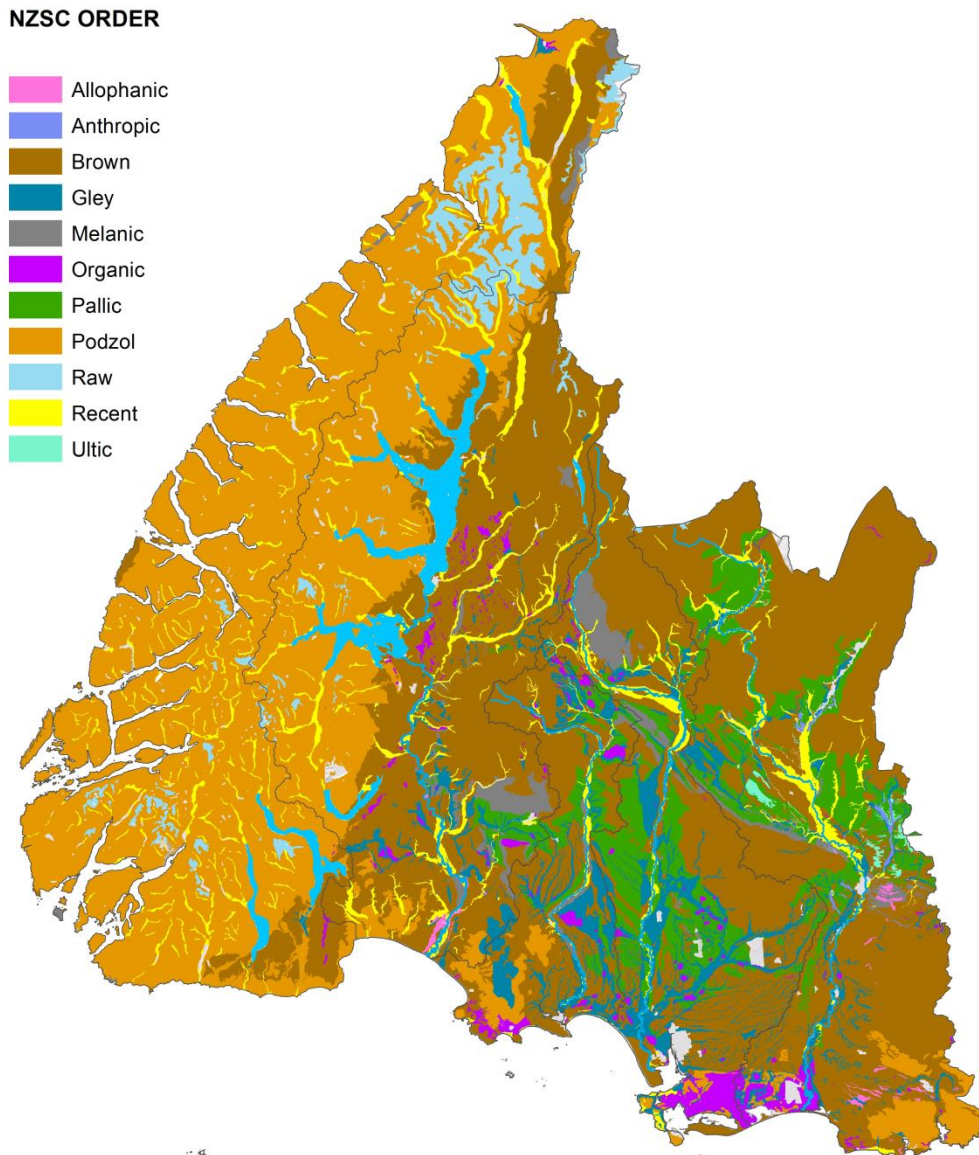 NZSC ORDER
Allophanic
Anthropic
Brown
Gley
Melanic
Organic
Pallic
Podzol
Raw
Recent
Ultic